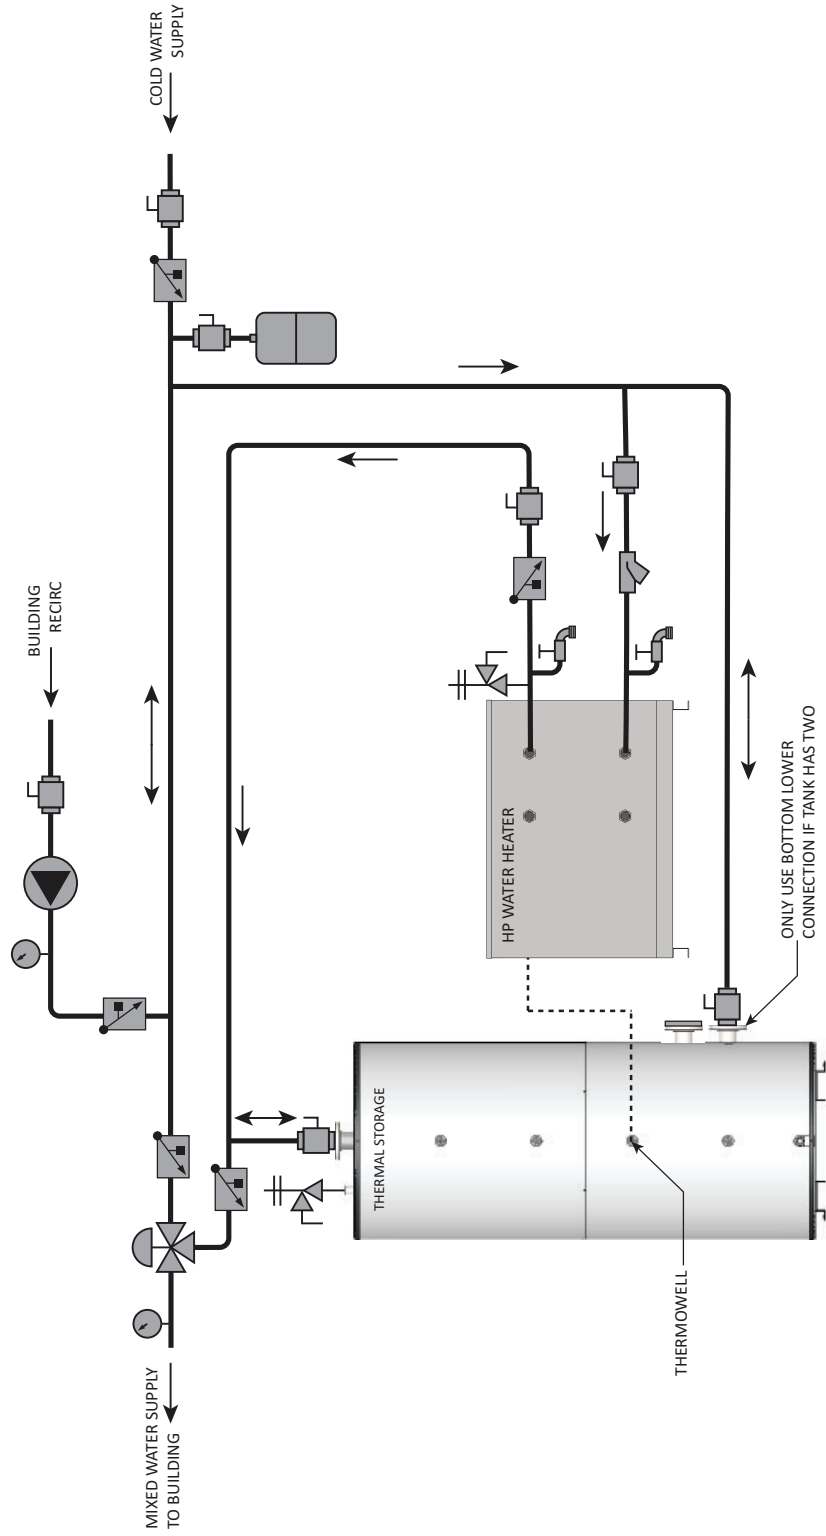 COLD WATER
SUPPLY
BUILDING
RECIRC
HP WATER HEATER
ONLY USE BOTTOM LOWER
CONNECTION IF TANK HAS TWO
THERMAL STORAGE
THERMOWELL
MIXED WATER SUPPLY
TO BUILDING